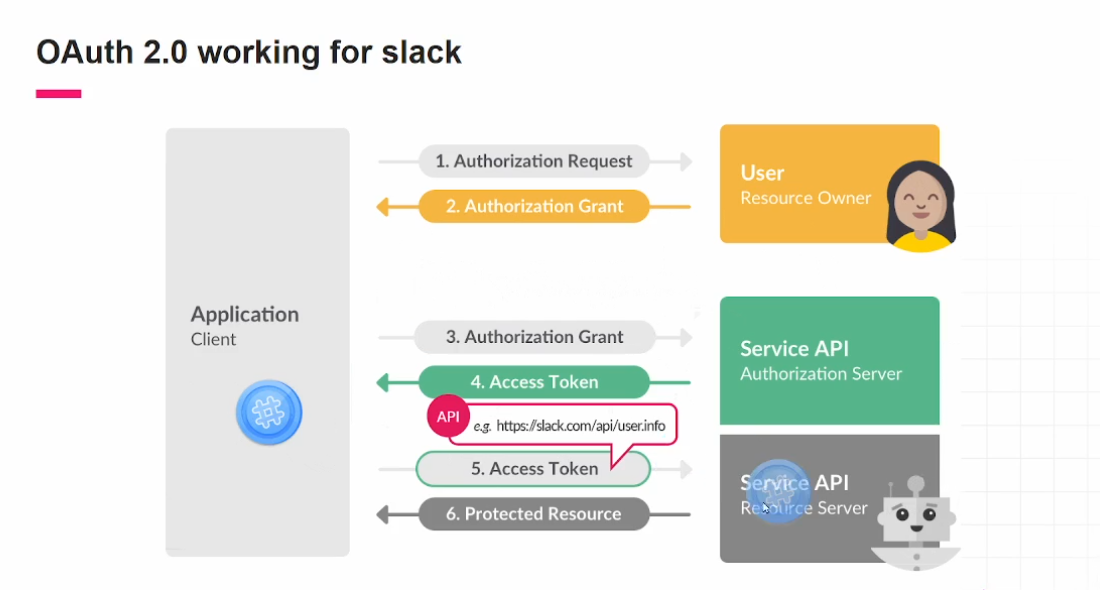 OAuth 2.0 working for slack
1. Authorization Request
2. Authorization Grant
User
Resource Owner
Application
Client
3. Authorization Grant
4. Access Token
Service API
Authorization Server
API
e.g. https://slack.com/api/user.info
5. Access Token
6. Protected Resource
Service API
Resource Server